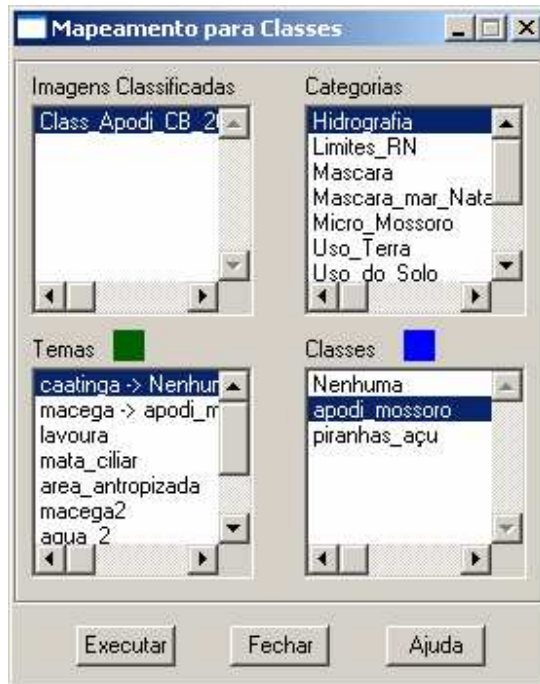 Mapeamento para Classes
Imagens Classificadas
Class_Apodi_CB_2
Categorias
Hidrografia
Limites_RN
Mascara
Mascara_mar_Nata
Micro_Mossoro
Uso_Terra
Uso_do_Solo
Temas
caatinga -> Nenhur
macega -> apodi_m
lavoura
mata_ciliar
area_antropizada
macega2
agua_2
Classes
Nenhuma
apodi_mossoro
piranhas_açu
Executar
Fechar
Ajuda